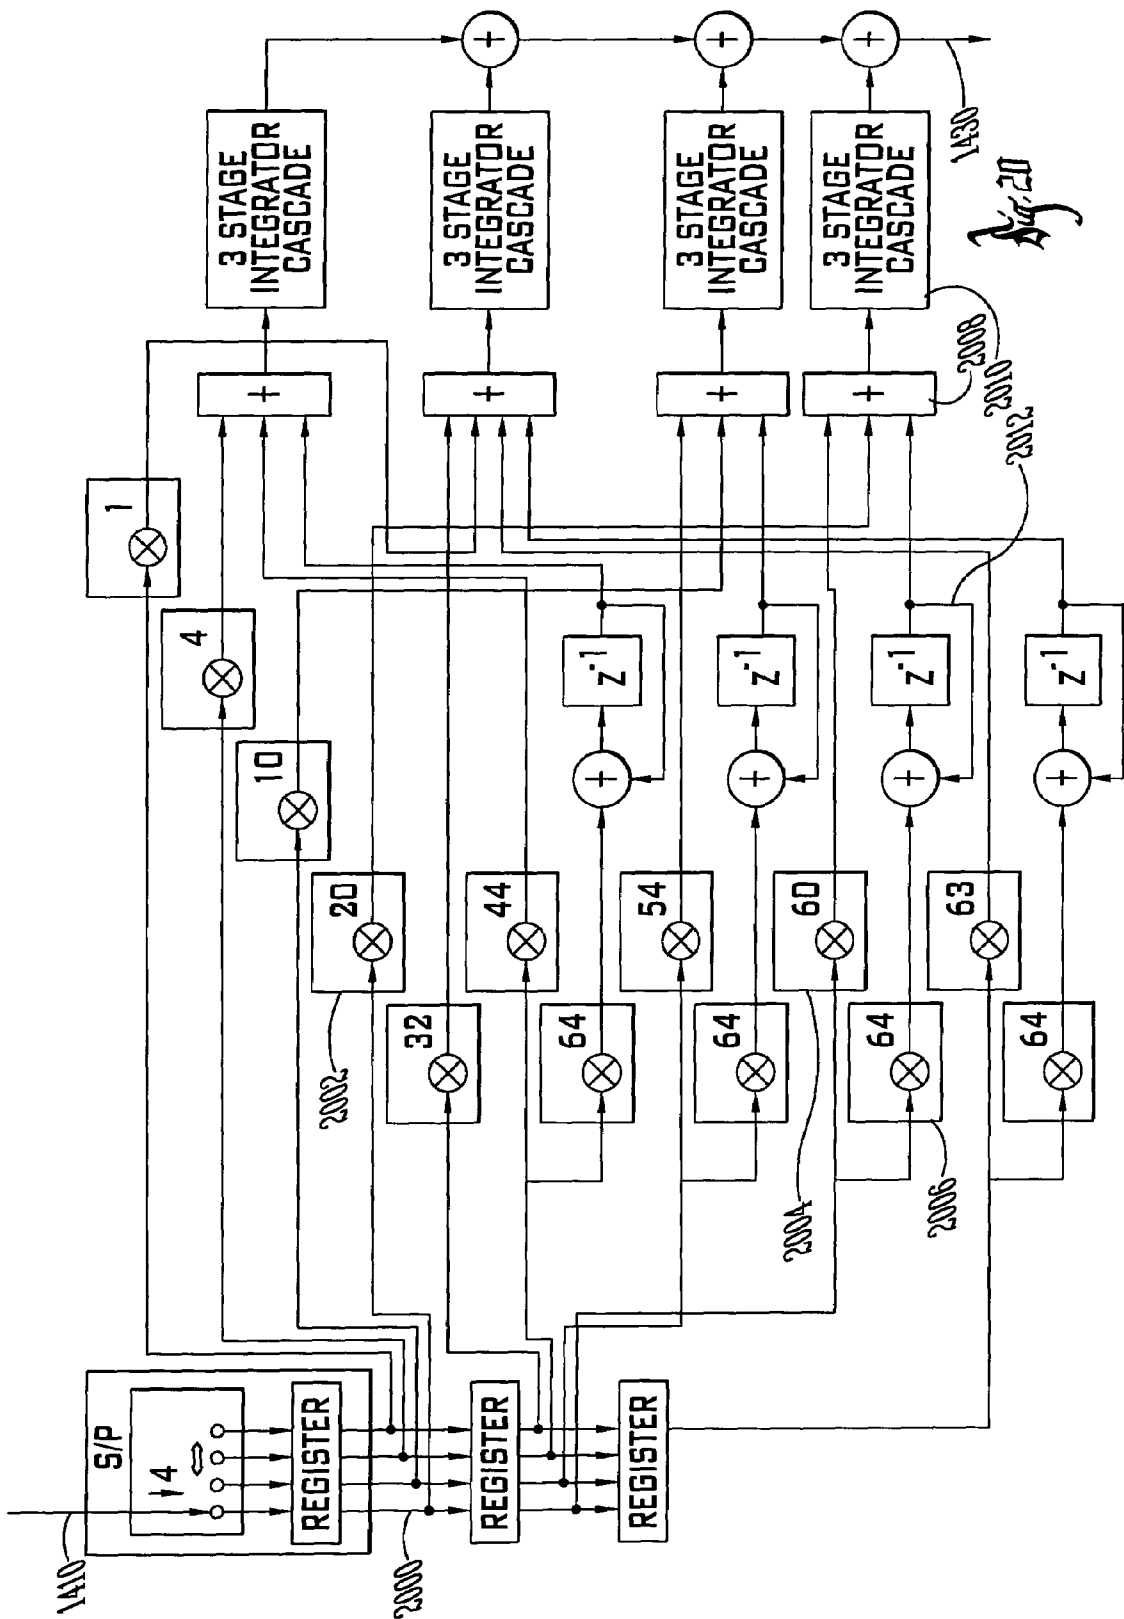 3 STAGE
INTEGRATOR
CASCADE
3 STAGE
INTEGRATOR
CASCADE
3 STAGE
INTEGRATOR
CASCADE
3 STAGE
INTEGRATOR
CASCADE
1430
Fig. 20
+
+
+
+
+
+
+
2008
2010
2012
1
4
10
20
32
44
64
54
64
60
64
63
64
Z-1
Z-1
Z-1
Z-1
+
+
+
+
2002
2004
2006
S/P
↓4
REGISTER
REGISTER
REGISTER
1410
2000